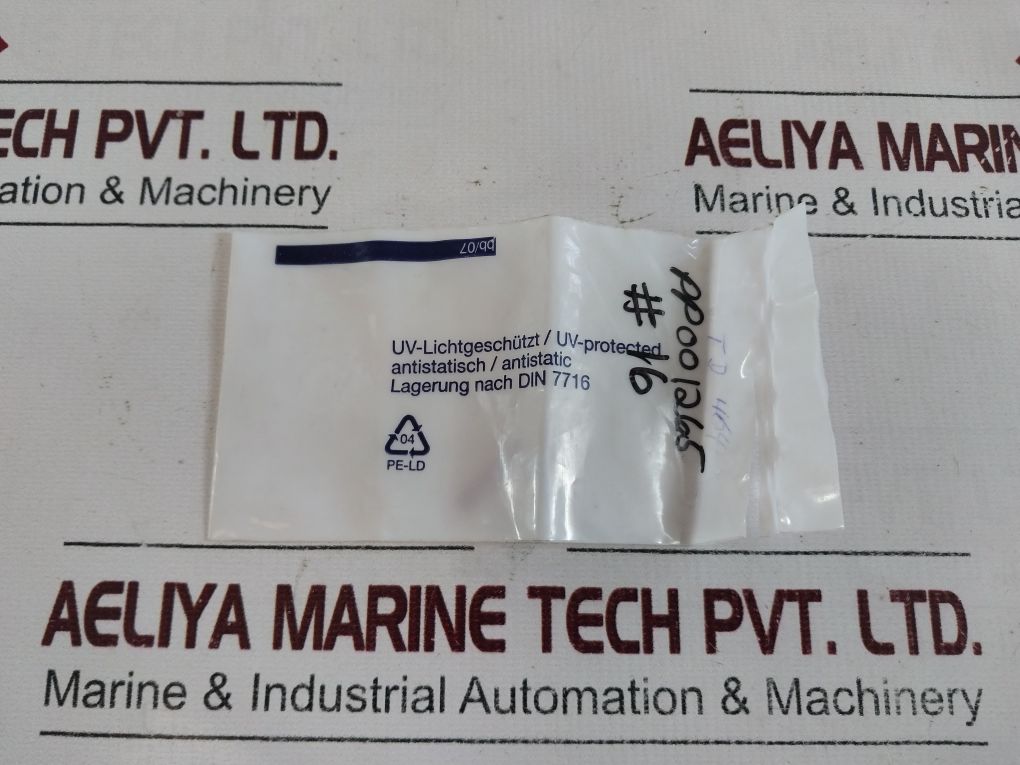 ECH PVT. LTD.
ation & Machinery
AELIYA MARIN
Marine & Industria
bb/07
UV-Lichtgeschützt / UV-protected
antistatisch / antistatic
Lagerung nach DIN 7716
04
PE-LD
# 46
AELIYA MARINE TECH PVT. LTD.
Marine & Industrial Automation & Machinery